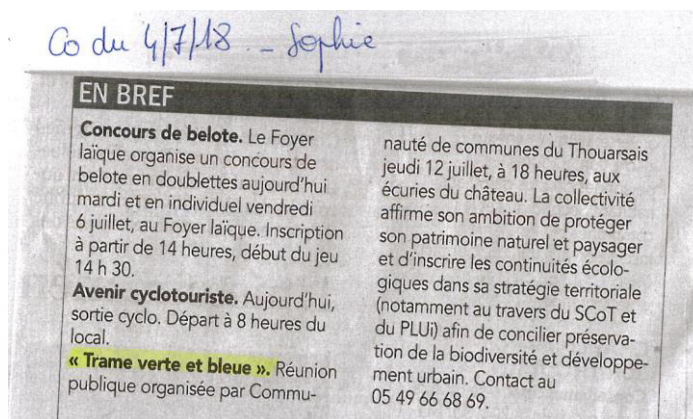 Co du 4/7/18 - Sophie
EN BREF
Concours de belote. Le Foyer
laïque organise un concours de
belote en doublettes aujourd'hui
mardi et en individuel vendredi
6 juillet, au Foyer laïque. Inscription
à partir de 14 heures, début du jeu
14 h 30.
Avenir cyclotouriste. Aujourd'hui,
sortie cyclo. Départ à 8 heures du
local.
« Trame verte et bleue ». Réunion
publique organisée par Commu-
nauté de communes du Thouarsais
jeudi 12 juillet, à 18 heures, aux
écuries du château. La collectivité
affirme son ambition de protéger
son patrimoine naturel et paysager
et d'inscrire les continuités écolo-
giques dans sa stratégie territoriale
(notamment au travers du SCoT et
du PLUi) afin de concilier préserva-
tion de la biodiversité et développe-
ment urbain. Contact au
05 49 66 68 69.